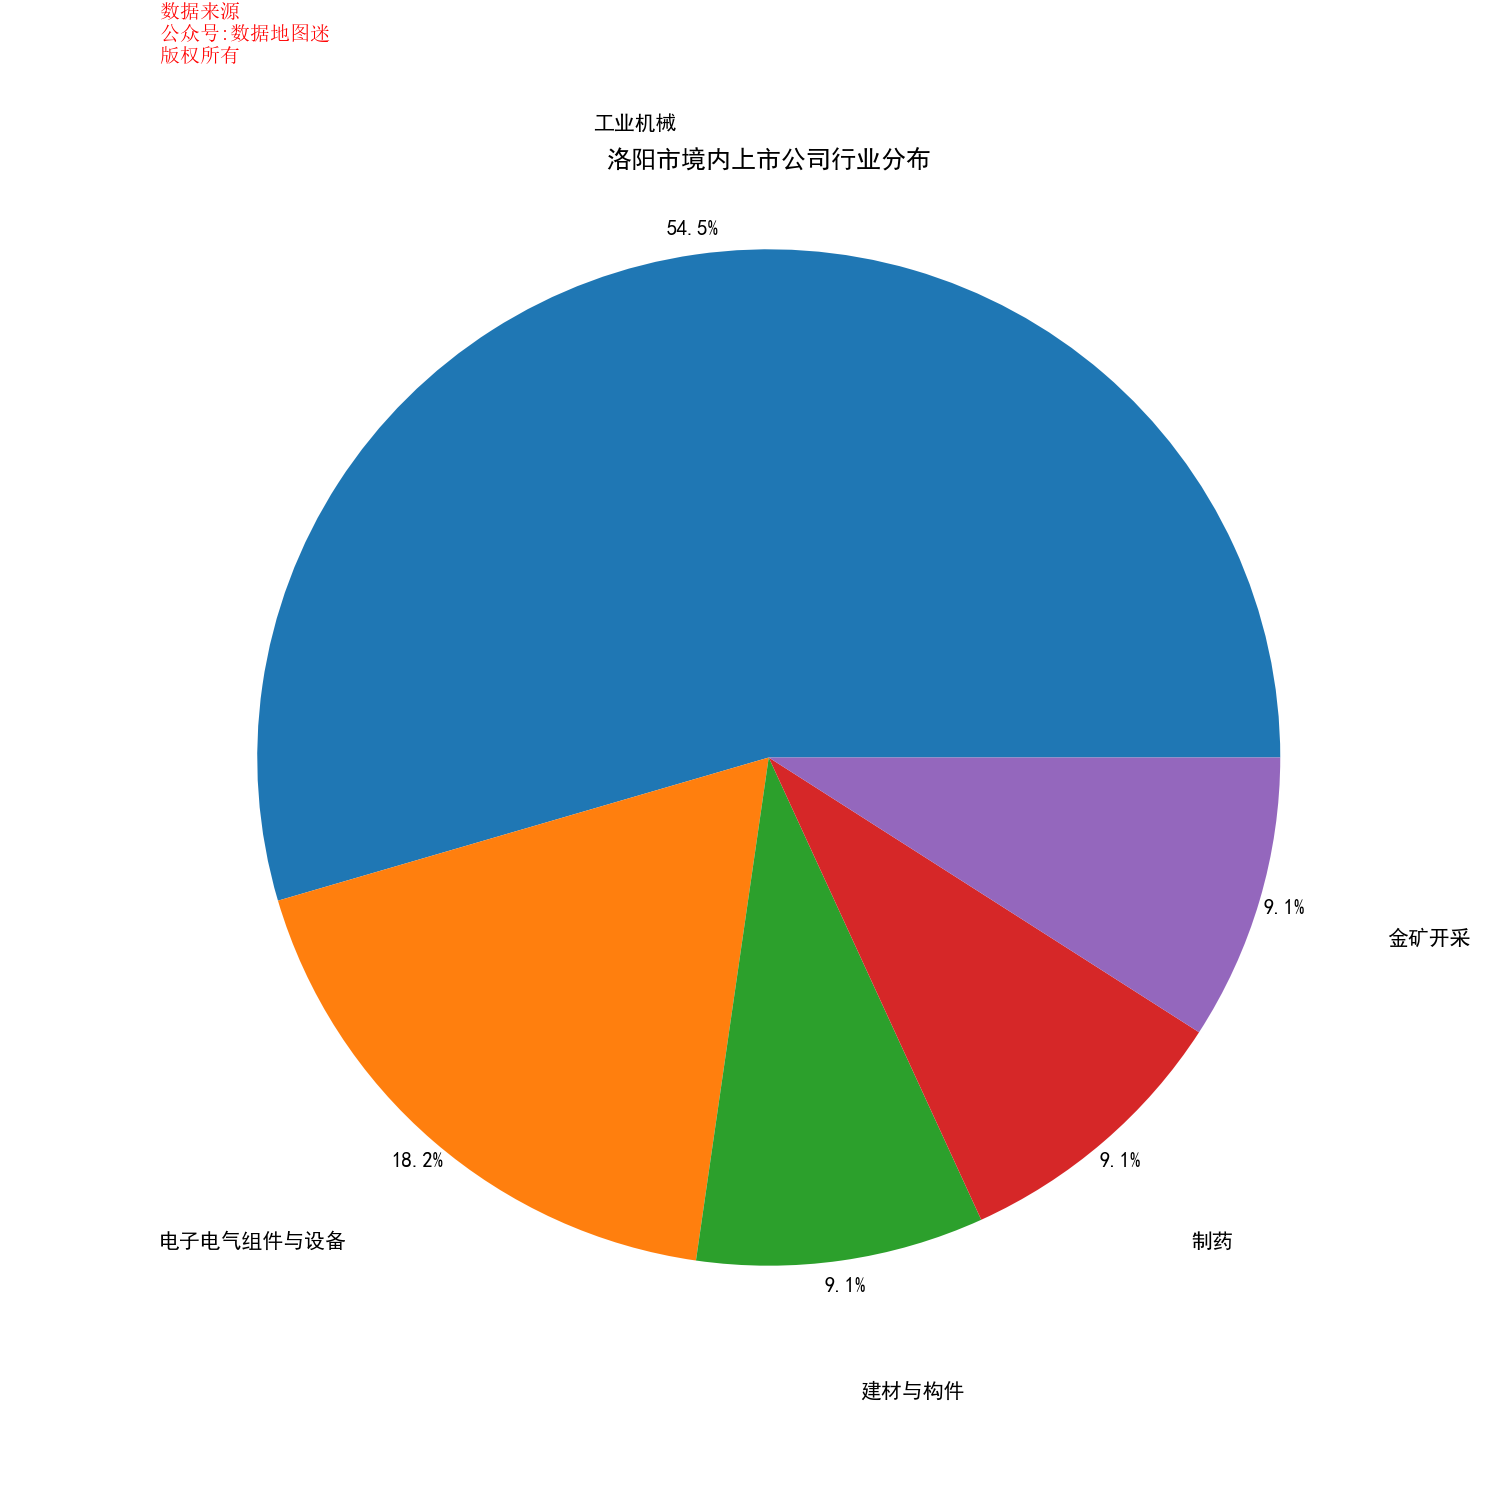 数据来源
公众号:数据地图迷
版权所有
工业机械
洛阳市境内上市公司行业分布
54.5%
9.1%
金矿开采
18.2%
9.1%
电子电气组件与设备
制药
9.1%
建材与构件